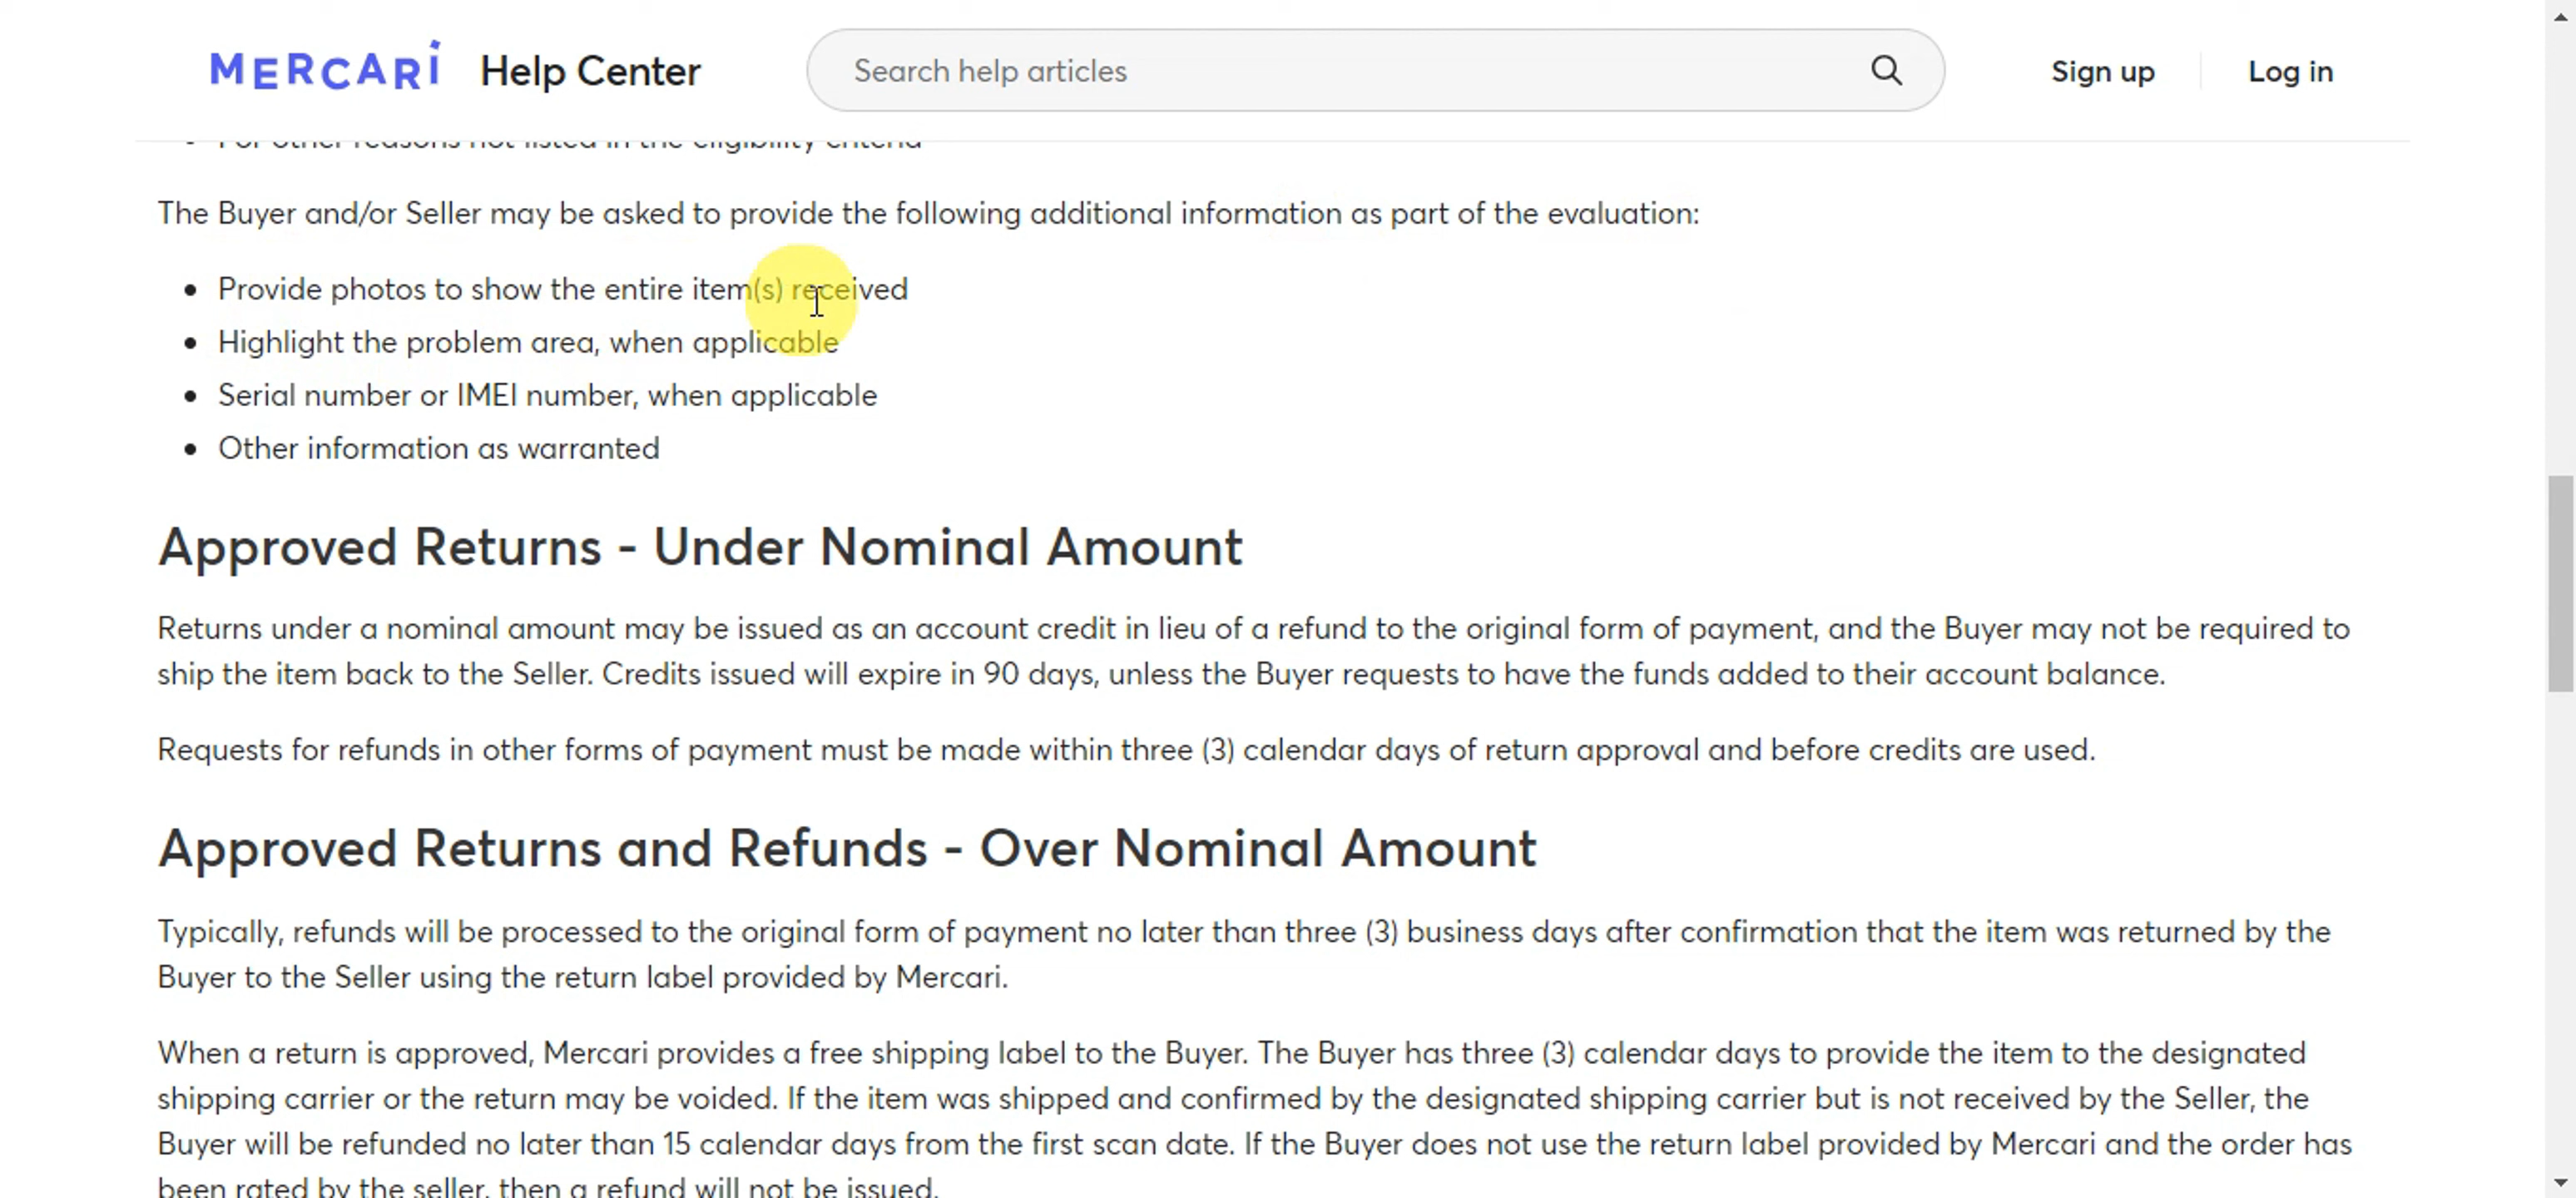 MERCARI Help Center
Search help articles
Sign up
Log in
For other reasons not listed in the eligibility criteria
The Buyer and/or Seller may be asked to provide the following additional information as part of the evaluation:
• Provide photos to show the entire item(s) received
• Highlight the problem area, when applicable
• Serial number or IMEI number, when applicable
• Other information as warranted
Approved Returns - Under Nominal Amount
Returns under a nominal amount may be issued as an account credit in lieu of a refund to the original form of payment, and the Buyer may not be required to
ship the item back to the Seller. Credits issued will expire in 90 days, unless the Buyer requests to have the funds added to their account balance.
Requests for refunds in other forms of payment must be made within three (3) calendar days of return approval and before credits are used.
Approved Returns and Refunds - Over Nominal Amount
Typically, refunds will be processed to the original form of payment no later than three (3) business days after confirmation that the item was returned by the
Buyer to the Seller using the return label provided by Mercari.
When a return is approved, Mercari provides a free shipping label to the Buyer. The Buyer has three (3) calendar days to provide the item to the designated
shipping carrier or the return may be voided. If the item was shipped and confirmed by the designated shipping carrier but is not received by the Seller, the
Buyer will be refunded no later than 15 calendar days from the first scan date. If the Buyer does not use the return label provided by Mercari and the order has
been rated by the seller, then a refund will not be issued.